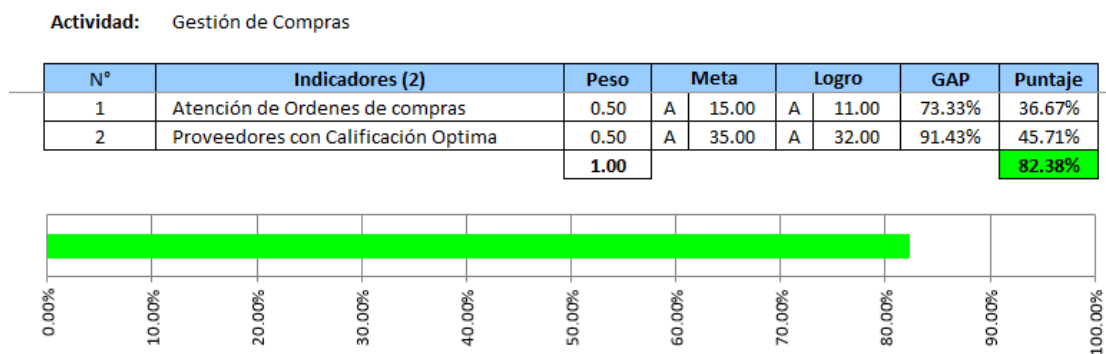 Actividad: Gestión de Compras
N° Indicadores (2) Peso Meta Logro GAP Puntaje
1 Atención de Ordenes de compras 0.50 A 15.00 A 11.00 73.33% 36.67%
2 Proveedores con Calificación Optima 0.50 A 35.00 A 32.00 91.43% 45.71%
1.00 82.38%
0.00% 10.00% 20.00% 30.00% 40.00% 50.00% 60.00% 70.00% 80.00% 90.00% 100.00%